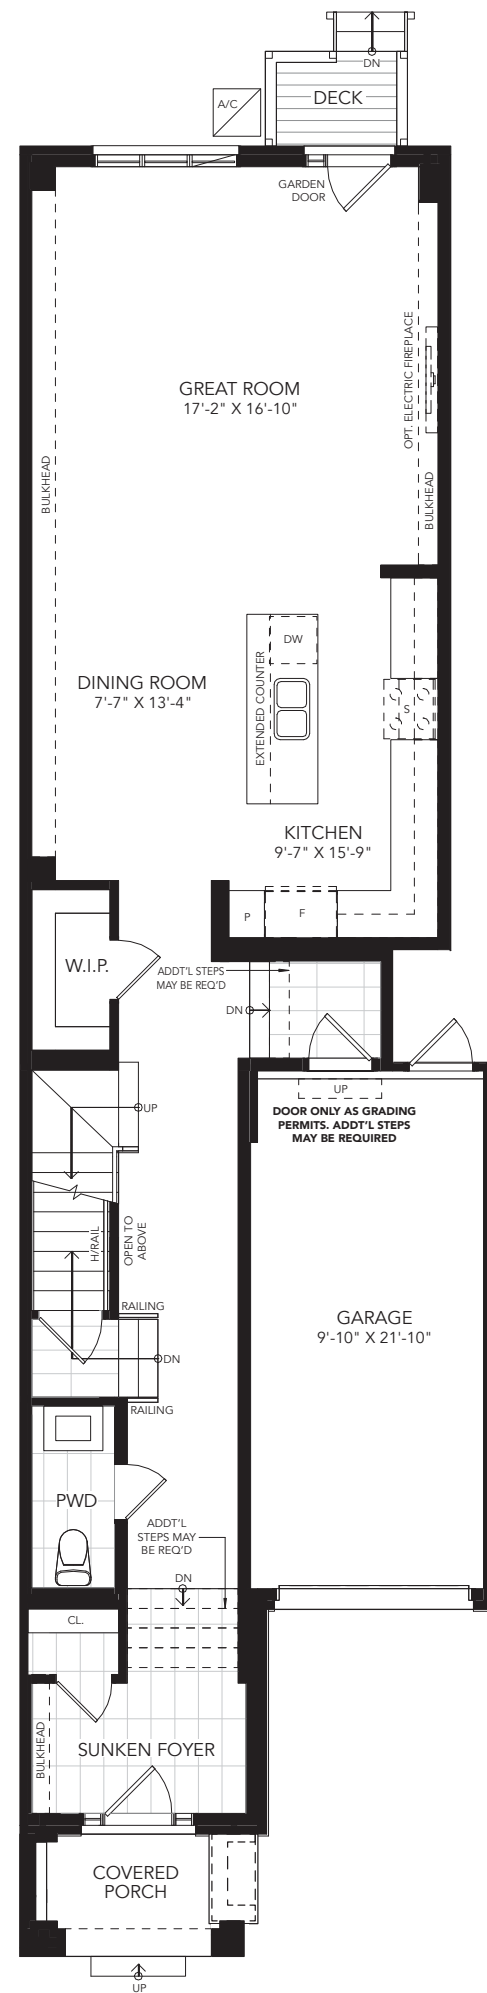 DN
DECK
A/C
GARDEN
DOOR
OPT. ELECTRIC FIREPLACE
GREAT ROOM
17'-2" X 16'-10"
BULKHEAD
BULKHEAD
DW
EXTENDED COUNTER
DINING ROOM
7'-7" X 13'-4"
S
KITCHEN
9'-7" X 15'-9"
P
F
W.I.P.
ADDT'L STEPS
MAY BE REQ'D
DN
UP
DOOR ONLY AS GRADING
PERMITS. ADDT'L STEPS
MAY BE REQUIRED
UP
H/RAIL
OPEN TO
ABOVE
RAILING
GARAGE
9'-10" X 21'-10"
DN
RAILING
PWD
ADDT'L
STEPS MAY
BE REQ'D
DN
CL.
BULKHEAD
SUNKEN FOYER
COVERED
PORCH
UP